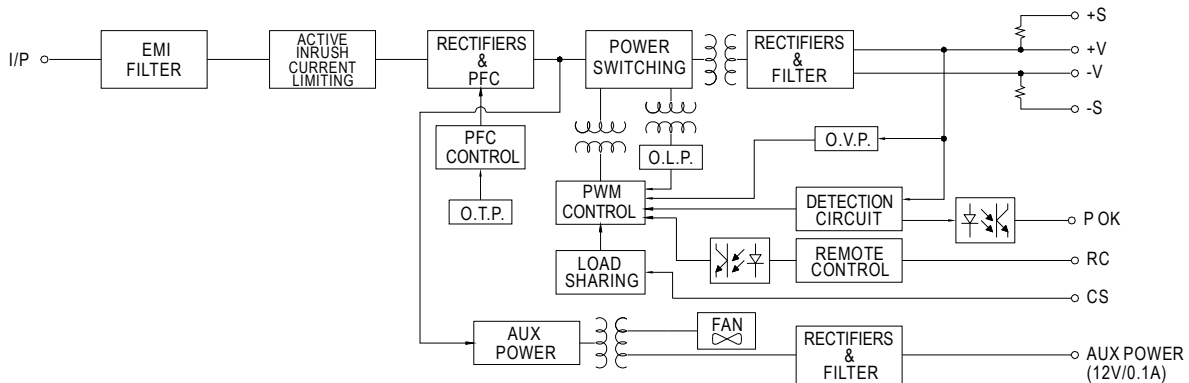 I/P
EMI
FILTER
ACTIVE
INRUSH
CURRENT
LIMITING
RECTIFIERS
&
PFC
POWER
SWITCHING
RECTIFIERS
&
FILTER
+S
+V
-V
-S
PFC
CONTROL
O.T.P.
O.L.P.
O.V.P.
PWM
CONTROL
DETECTION
CIRCUIT
P OK
LOAD
SHARING
REMOTE
CONTROL
RC
CS
AUX
POWER
FAN
RECTIFIERS
&
FILTER
AUX POWER
(12V/0.1A)